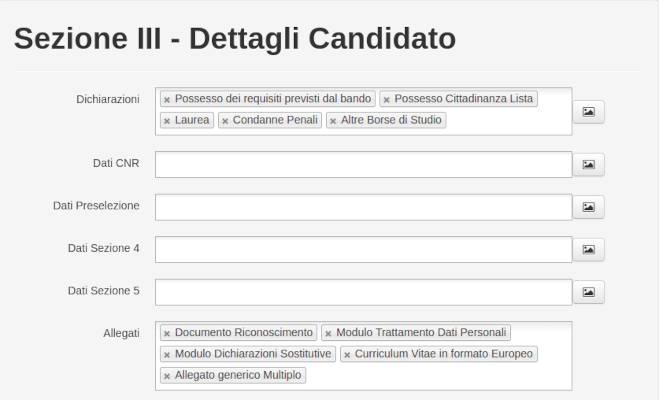 Sezione III - Dettagli Candidato
Dichiarazioni
× Possesso dei requisiti previsti dal bando × Possesso Cittadinanza Lista
× Laurea × Condanne Penali × Altre Borse di Studio
Dati CNR
Dati Preselezione
Dati Sezione 4
Dati Sezione 5
Allegati
× Documento Riconoscimento × Modulo Trattamento Dati Personali
× Modulo Dichiarazioni Sostitutive × Curriculum Vitae in formato Europeo
× Allegato generico Multiplo